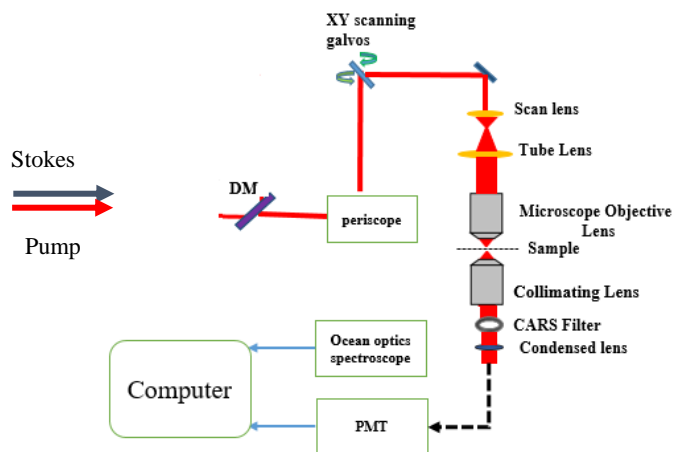 XY scanning
galvos
Scan lens
Stokes
Tube Lens
DM
Pump
periscope
Microscope Objective
Lens
Sample
Collimating Lens
CARS Filter
Ocean optics
spectroscope
Condensed lens
Computer
PMT